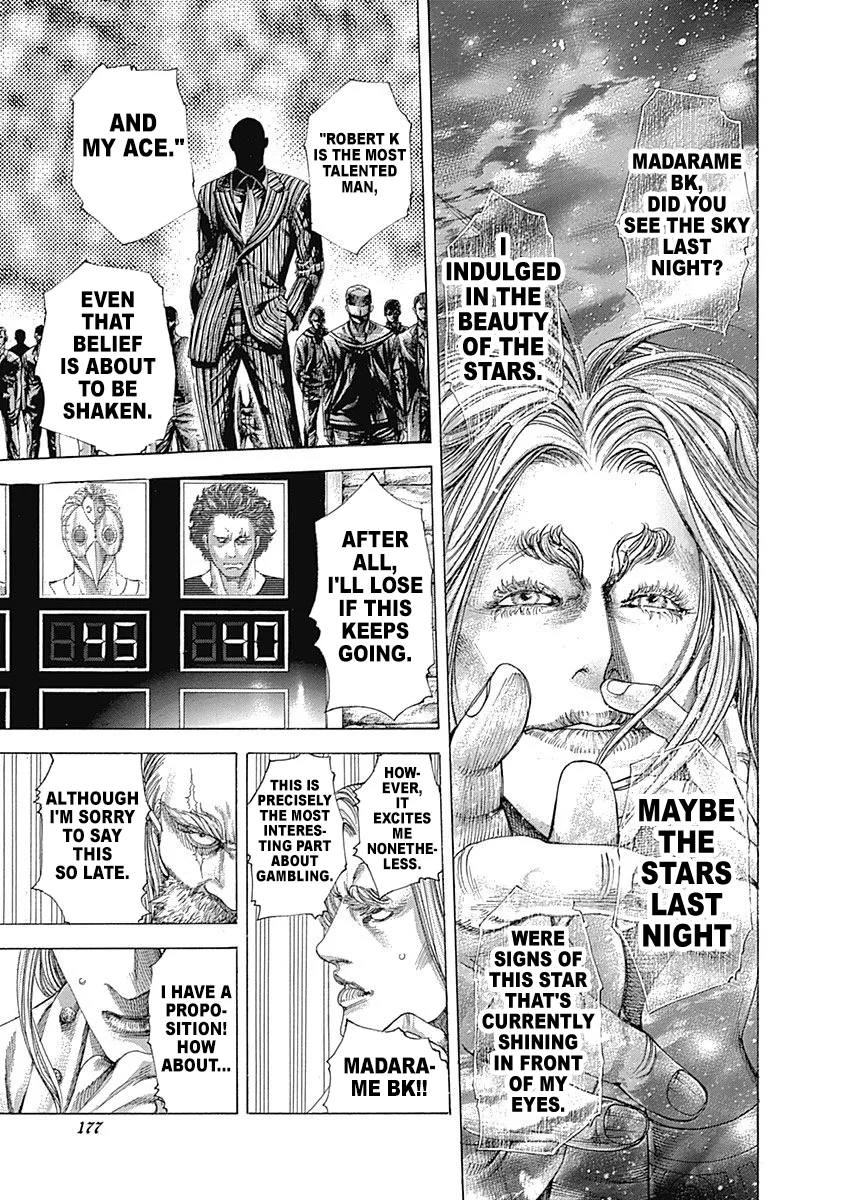 MADARAME
BK,
DID YOU
SEE THE SKY
LAST
NIGHT?
I
INDULGED
IN THE
BEAUTY
OF THE
STARS.
MAYBE
THE
STARS
LAST
NIGHT
WERE
SIGNS OF
THIS STAR
THAT'S
CURRENTLY
SHINING
IN FRONT
OF MY
EYES.
"ROBERT K
IS THE MOST
TALENTED
MAN,
AND
MY ACE."
EVEN
THAT
BELIEF
IS ABOUT
TO BE
SHAKEN.
AFTER
ALL,
I'LL LOSE
IF THIS
KEEPS
GOING.
45
40
HOW-
EVER,
IT
EXCITES
ME
NONETHE-
LESS.
THIS IS
PRECISELY
THE MOST
INTERES-
TING PART
ABOUT
GAMBLING.
MADARA-
ME BK!!
ALTHOUGH
I'M SORRY
TO SAY
THIS
SO LATE.
I HAVE A
PROPO-
SITION!
HOW
ABOUT...
177